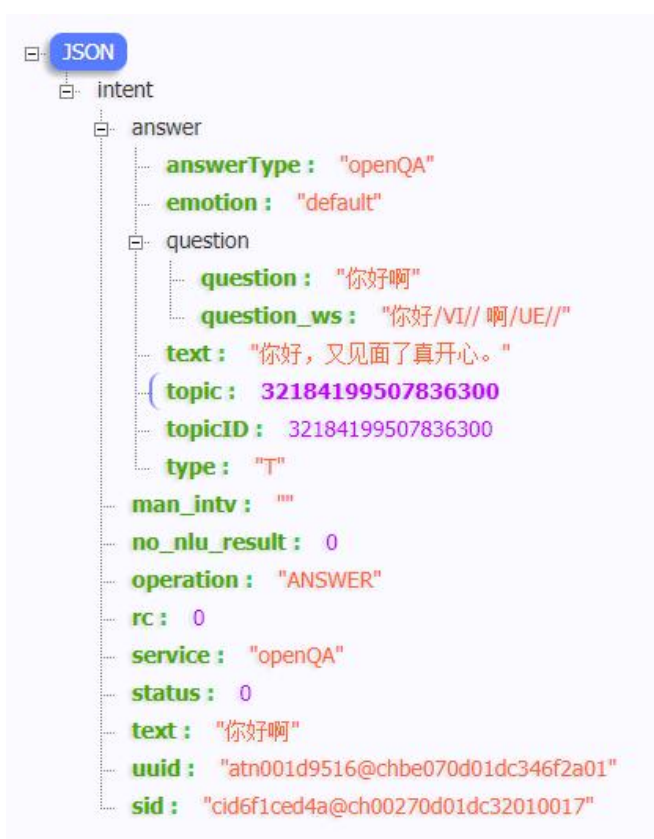 JSON
intent
answer
answerType :  "openQA"
emotion :  "default"
question
question :  "你好啊"
question_ws :  "你好/VI// 啊/UE//"
text :  "你好，又见面了真开心。"
topic :  32184199507836300
topicID :  32184199507836300
type :  "T"
man_intv :  ""
no_nlu_result :  0
operation :  "ANSWER"
rc :  0
service :  "openQA"
status :  0
text :  "你好啊"
uuid :  "atn001d9516@chbe070d01dc346f2a01"
sid :  "cid6f1ced4a@ch00270d01dc32010017"